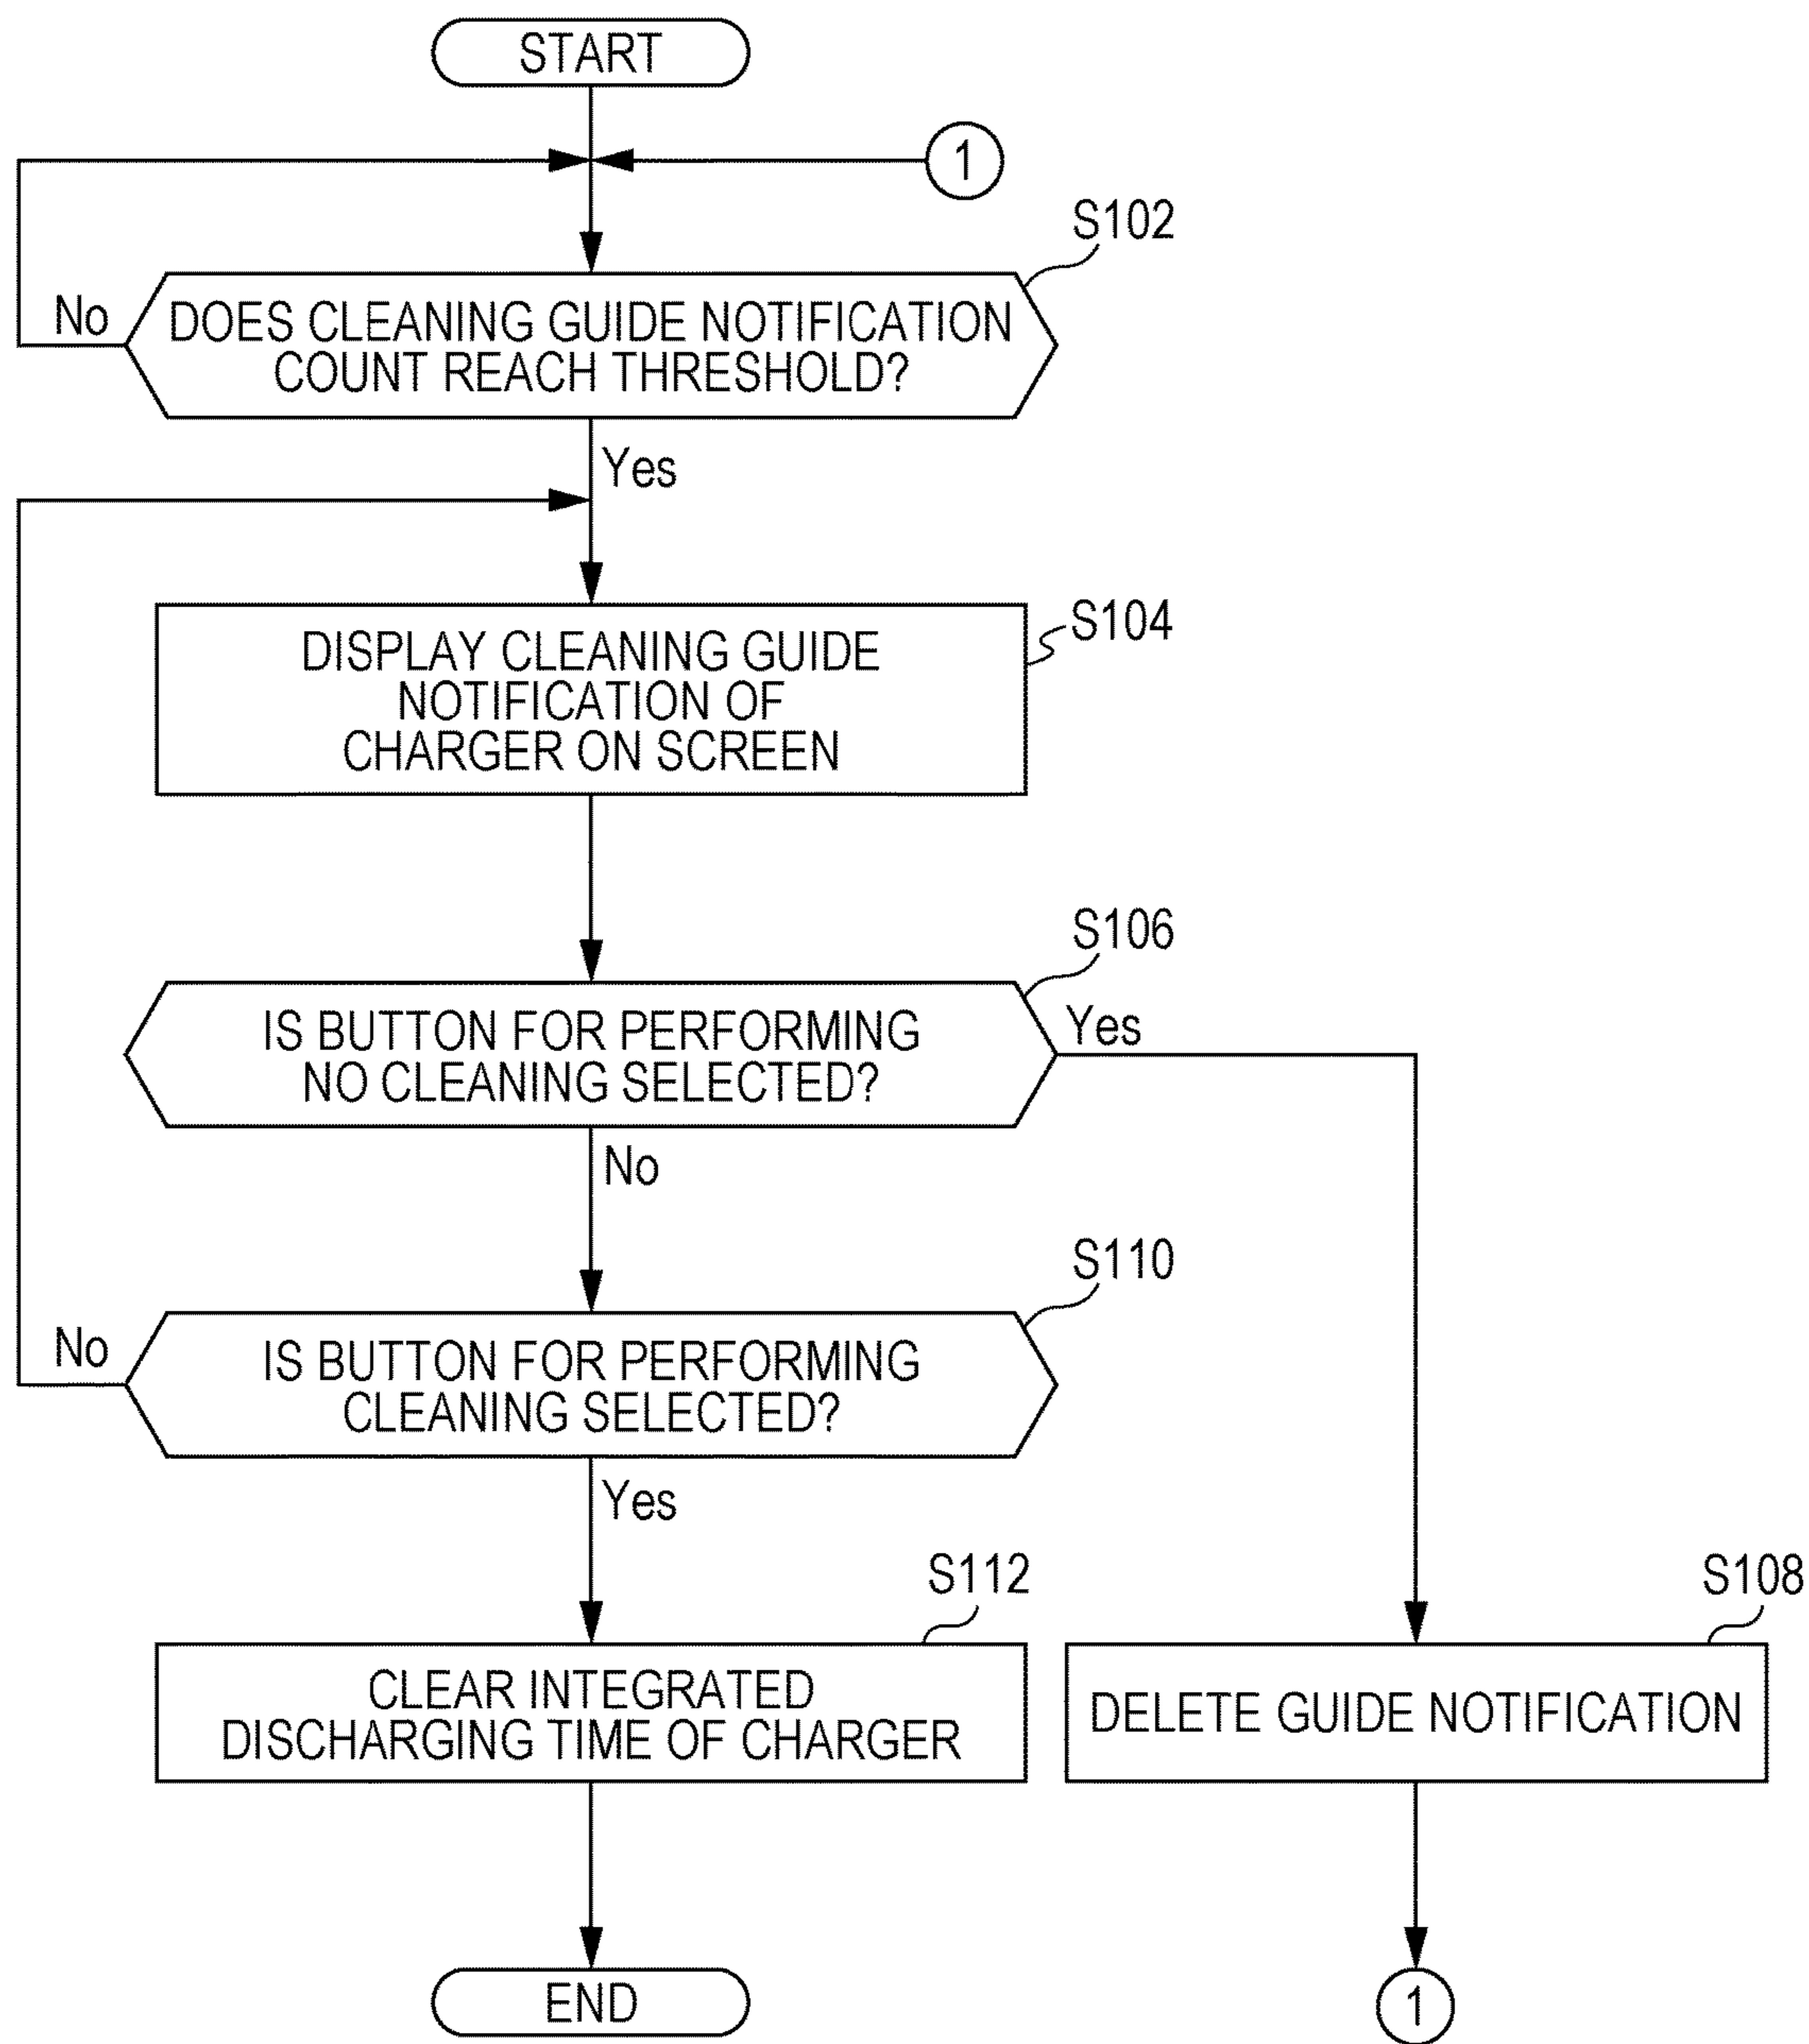 START
1
S102
No
DOES CLEANING GUIDE NOTIFICATION
COUNT REACH THRESHOLD?
Yes
S104
DISPLAY CLEANING GUIDE
NOTIFICATION OF
CHARGER ON SCREEN
S106
IS BUTTON FOR PERFORMING
NO CLEANING SELECTED?
Yes
No
S110
No
IS BUTTON FOR PERFORMING
CLEANING SELECTED?
Yes
S112
S108
CLEAR INTEGRATED
DISCHARGING TIME OF CHARGER
DELETE GUIDE NOTIFICATION
END
1